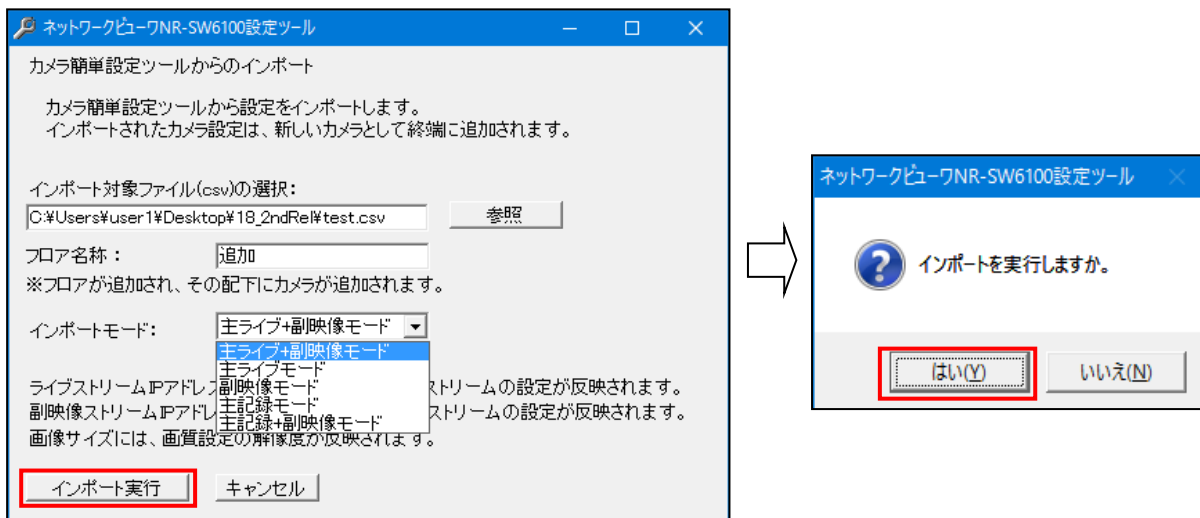 ネットワークビューワNR-SW6100設定ツール
カメラ簡単設定ツールからのインポート
カメラ簡単設定ツールから設定をインポートします。
インポートされたカメラ設定は、新しいカメラとして終端に追加されます。
インポート対象ファイル(csv)の選択:
C:¥Users¥user1¥Desktop¥18_2ndRel¥test.csv 参照
フロア名称: 追加
※フロアが追加され、その配下にカメラが追加されます。
インポートモード: 主ライブ+副映像モード
主ライブ+副映像モード
主ライブモード
副映像モード
主記録モード
主記録+副映像モード
ライブストリームIPアドレス トリームの設定が反映されます。
副映像ストリームIPアドレ ストリームの設定が反映されます。
画像サイズには、画質設定の解像度が反映されます。
インポート実行 キャンセル
ネットワークビューワNR-SW6100設定ツール
インポートを実行しますか。
はい(Y) いいえ(N)